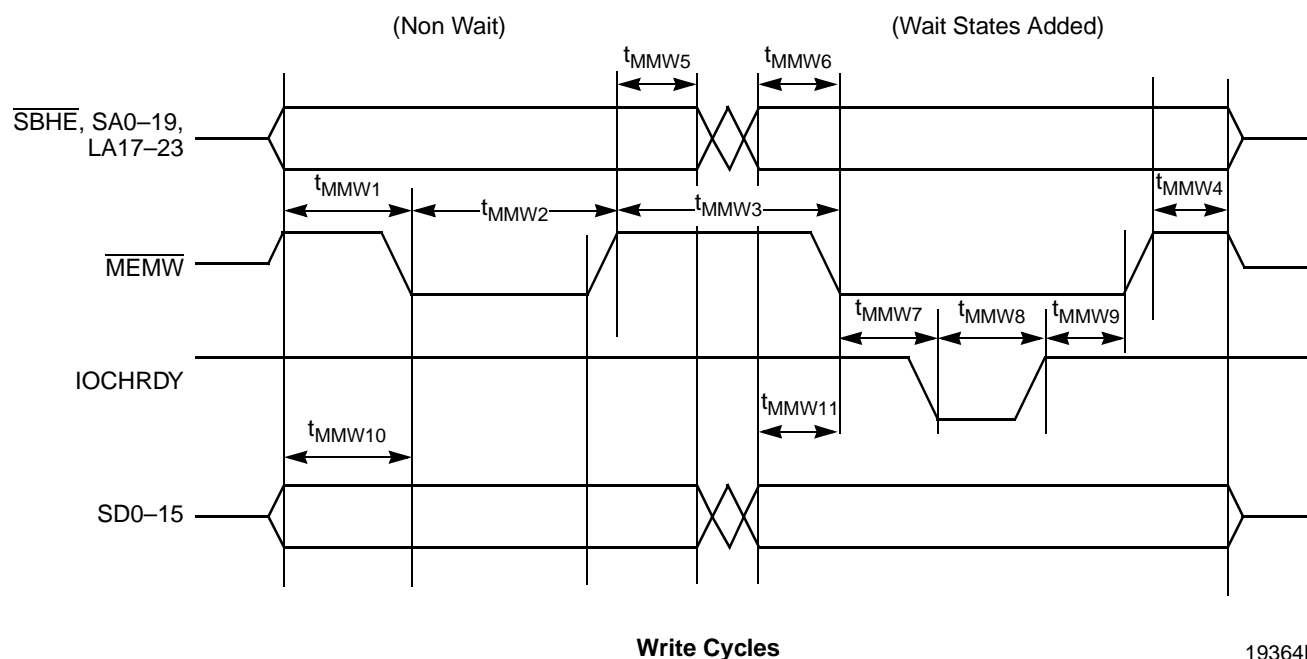 (Non Wait)
(Wait States Added)
tMMW5
tMMW6
SBHE, SA0–19,
LA17–23
tMMW1
tMMW2
tMMW3
tMMW4
MEMW
tMMW7
tMMW8
tMMW9
IOCHRDY
tMMW10
tMMW11
SD0–15
Write Cycles